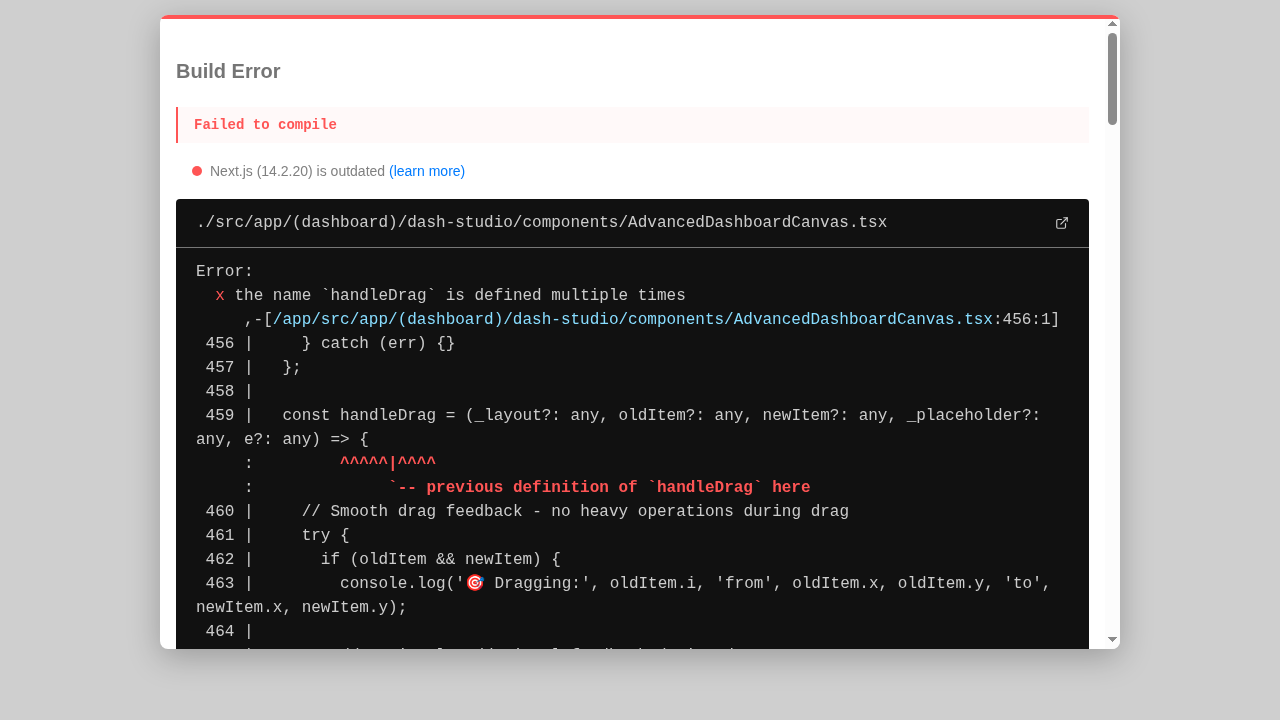 Build Error
Failed to compile
Next.js (14.2.20) is outdated (learn more)
./src/app/(dashboard)/dash-studio/components/AdvancedDashboardCanvas.tsx
Error:
  x the name `handleDrag` is defined multiple times
     ,-[/app/src/app/(dashboard)/dash-studio/components/AdvancedDashboardCanvas.tsx:456:1]
 456 |     } catch (err) {}
 457 |   };
 458 |
 459 |   const handleDrag = (_layout?: any, oldItem?: any, newItem?: any, _placeholder?:
any, e?: any) => {
     :         ^^^^^|^^^^
     :              `-- previous definition of `handleDrag` here
 460 |     // Smooth drag feedback - no heavy operations during drag
 461 |     try {
 462 |       if (oldItem && newItem) {
 463 |         console.log('🎯 Dragging:', oldItem.i, 'from', oldItem.x, oldItem.y, 'to',
newItem.x, newItem.y);
 464 |